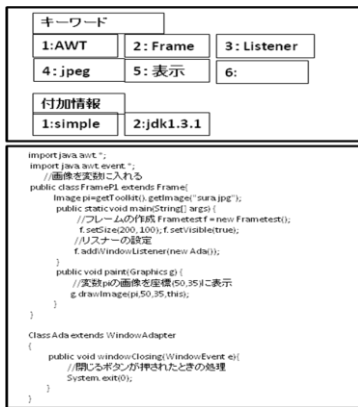 キーワード
1:AWT 2: Frame 3: Listener
4: jpeg 5: 表示 6:
付加情報
1:simple 2:jdk1.3.1
import java.awt.*;
import java.awt.event.*;
//画像を変数に入れる
public class FrameP1 extends Frame{
Image pi=getToolkit().getImage("sura.jpg");
public static void main(String[] args) {
//フレームの作成 Frametest f = new Frametest();
f.setSize(200,100); f.setVisible(true);
//リスナーの設定
f.addWindowListener(new Ada());
}
public void paint(Graphics g) {
//変数piの画像を座標(50,35)に表示
g.drawImage(pi,50,35,this);
}
}
Class Ada extends WindowAdapter
{
public void windowClosing(WindowEvent e){
//閉じるボタンが押されたときの処理
System.exit(0);
}
}